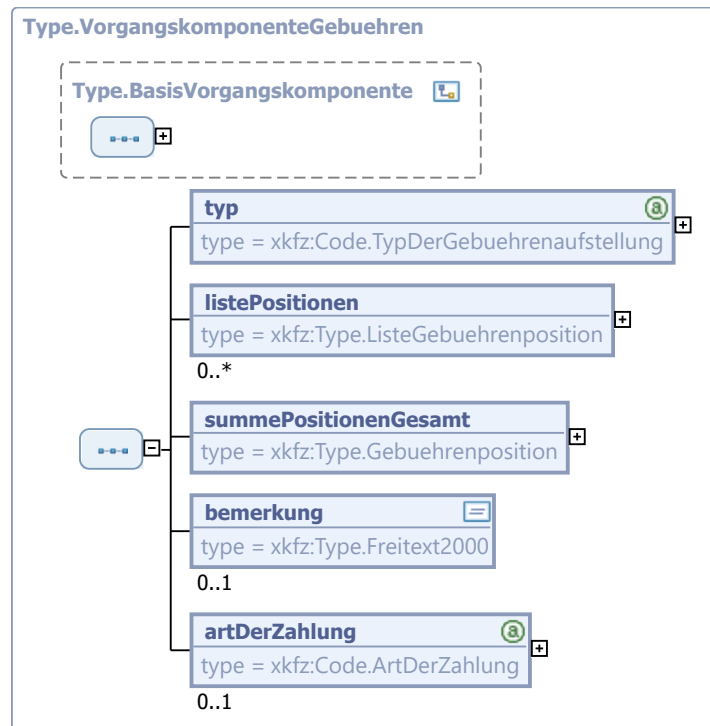 Type.VorgangskomponenteGebuehren
Type.BasisVorgangskomponente
typ
type = xkfz:Code.TypDerGebuehrenaufstellung
listePositionen
type = xkfz:Type.ListeGebuehrenposition
0..*
summePositionenGesamt
type = xkfz:Type.Gebuehrenposition
bemerkung
type = xkfz:Type.Freitext2000
0..1
artDerZahlung
type = xkfz:Code.ArtDerZahlung
0..1